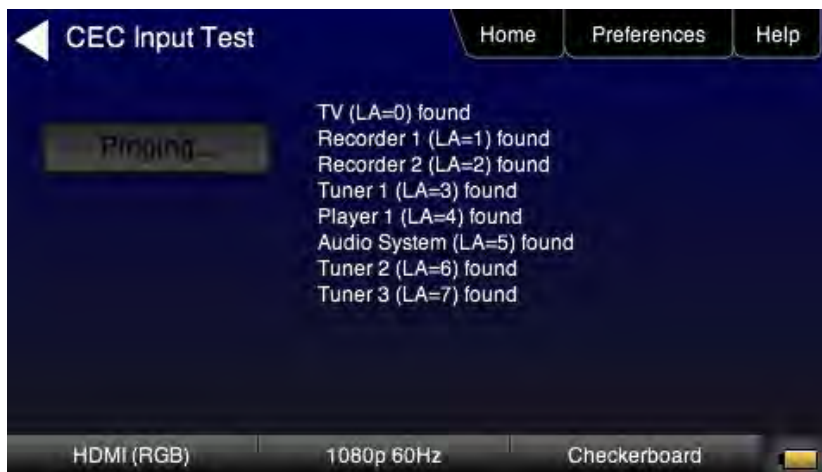 CEC Input Test
Home
Preferences
Help
Pinging...
TV (LA=0) found
Recorder 1 (LA=1) found
Recorder 2 (LA=2) found
Tuner 1 (LA=3) found
Player 1 (LA=4) found
Audio System (LA=5) found
Tuner 2 (LA=6) found
Tuner 3 (LA=7) found
HDMI (RGB)
1080p 60Hz
Checkerboard